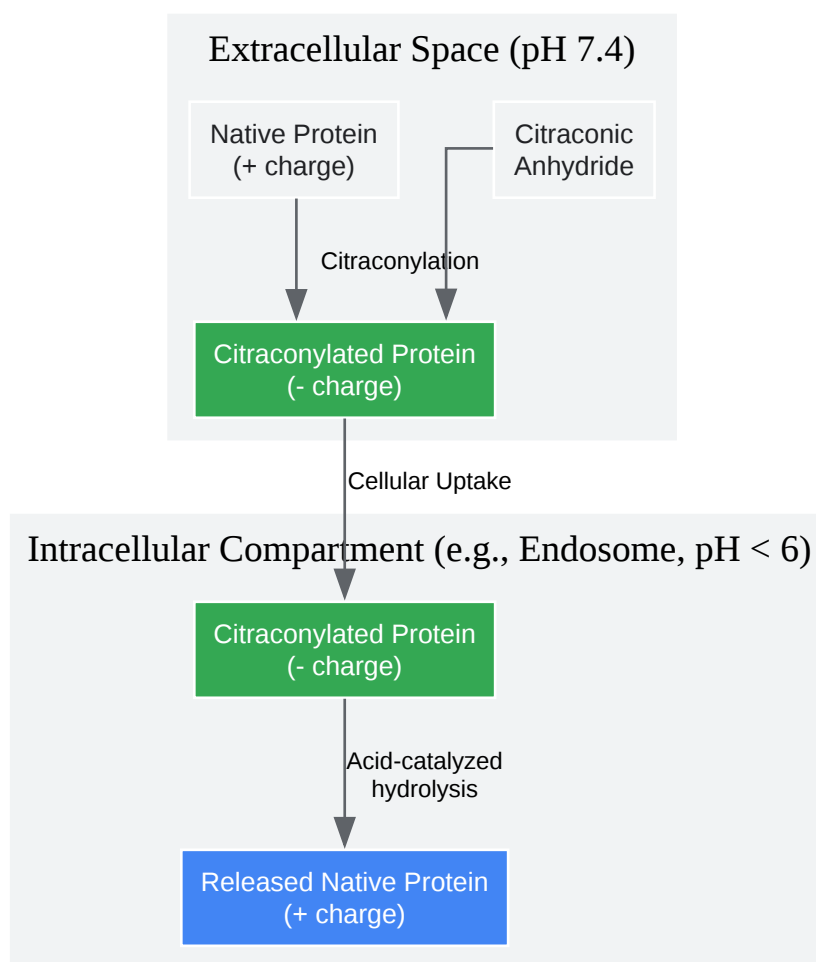 Extracellular Space (pH 7.4)
Native Protein
(+ charge)
Citraconic
Anhydride
Citraconylation
Citraconylated Protein
(- charge)
Cellular Uptake
Intracellular Compartment (e.g., Endosome, pH < 6)
Citraconylated Protein
(- charge)
Acid-catalyzed
hydrolysis
Released Native Protein
(+ charge)